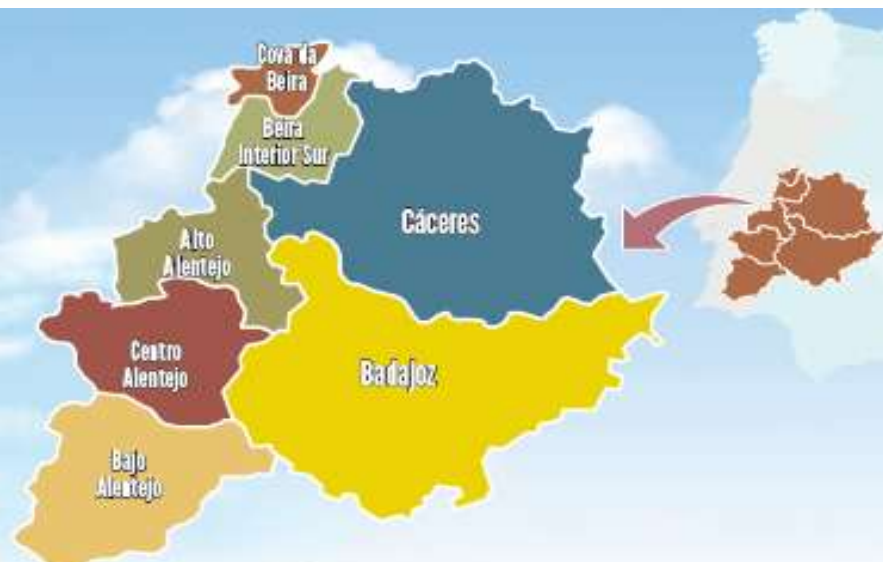 Cova da
Beira
Beira
Interior Sur
Cáceres
Alto
Alentejo
Centro
Alentejo
Badajoz
Bajo
Alentejo